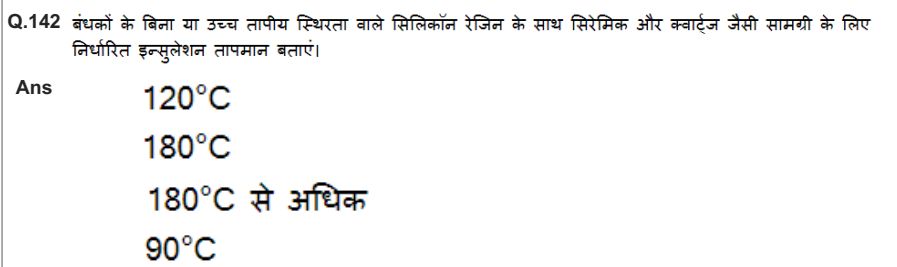 Q.142 बंधकों के बिना या उच्च तापीय स्थिरता वाले सिलिकॉन रेजिन के साथ सिरेमिक और क्वार्ट्ज जैसी सामग्री के लिए
निर्धारित इन्सुलेशन तापमान बताएं।
Ans
120°C
180°C
180°C से अधिक
90°C